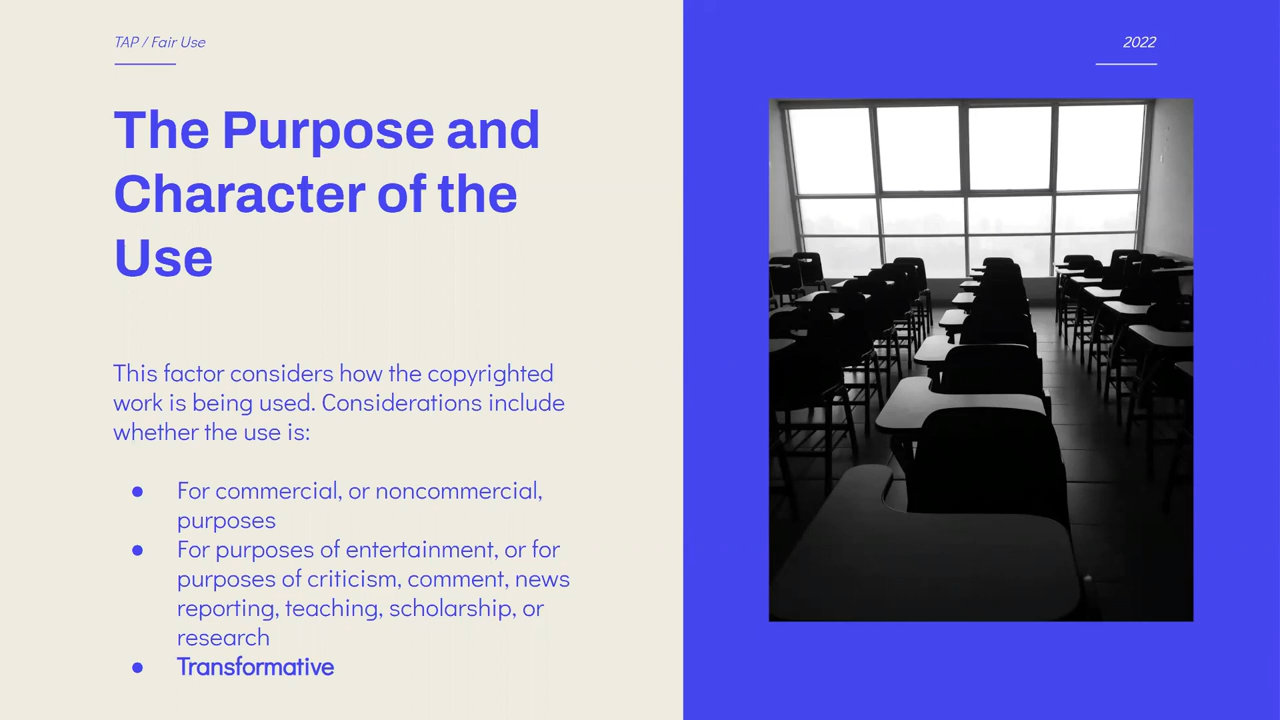 TAP / Fair Use
2022
The Purpose and
Character of the
Use
This factor considers how the copyrighted
work is being used. Considerations include
whether the use is:
● For commercial, or noncommercial,
purposes
● For purposes of entertainment, or for
purposes of criticism, comment, news
reporting, teaching, scholarship, or
research
● Transformative